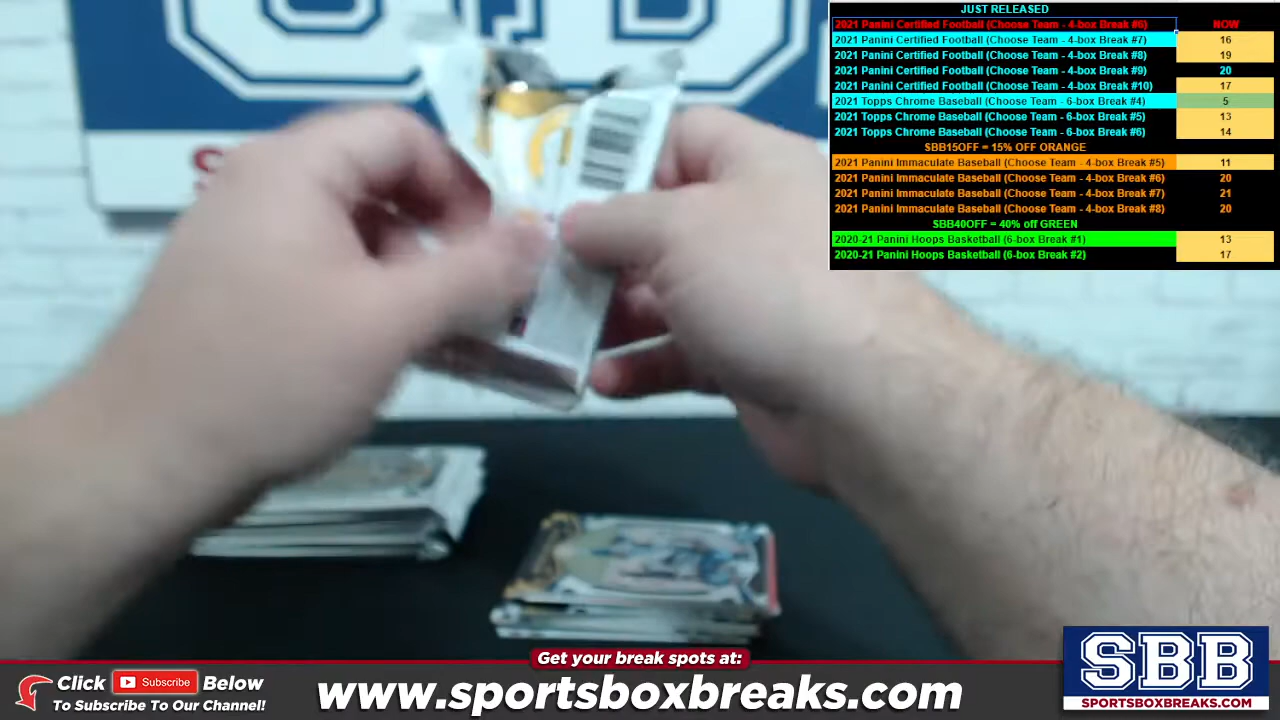 JUST RELEASED
2021 Panini Certified Football (Choose Team - 4-box Break #6) NOW
2021 Panini Certified Football (Choose Team - 4-box Break #7) 16
2021 Panini Certified Football (Choose Team - 4-box Break #8) 19
2021 Panini Certified Football (Choose Team - 4-box Break #9) 20
2021 Panini Certified Football (Choose Team - 4-box Break #10) 17
2021 Topps Chrome Baseball (Choose Team - 6-box Break #4) 5
2021 Topps Chrome Baseball (Choose Team - 6-box Break #5) 13
2021 Topps Chrome Baseball (Choose Team - 6-box Break #6) 14
SBB15OFF = 15% OFF ORANGE
2021 Panini Immaculate Baseball (Choose Team - 4-box Break #5) 11
2021 Panini Immaculate Baseball (Choose Team - 4-box Break #6) 20
2021 Panini Immaculate Baseball (Choose Team - 4-box Break #7) 21
2021 Panini Immaculate Baseball (Choose Team - 4-box Break #8) 20
SBB40OFF = 40% off GREEN
2020-21 Panini Hoops Basketball (6-box Break #1) 13
2020-21 Panini Hoops Basketball (6-box Break #2) 17
Get your break spots at:
Click Subscribe Below
To Subscribe To Our Channel!
www.sportsboxbreaks.com
SBB
SPORTSBOXBREAKS.COM